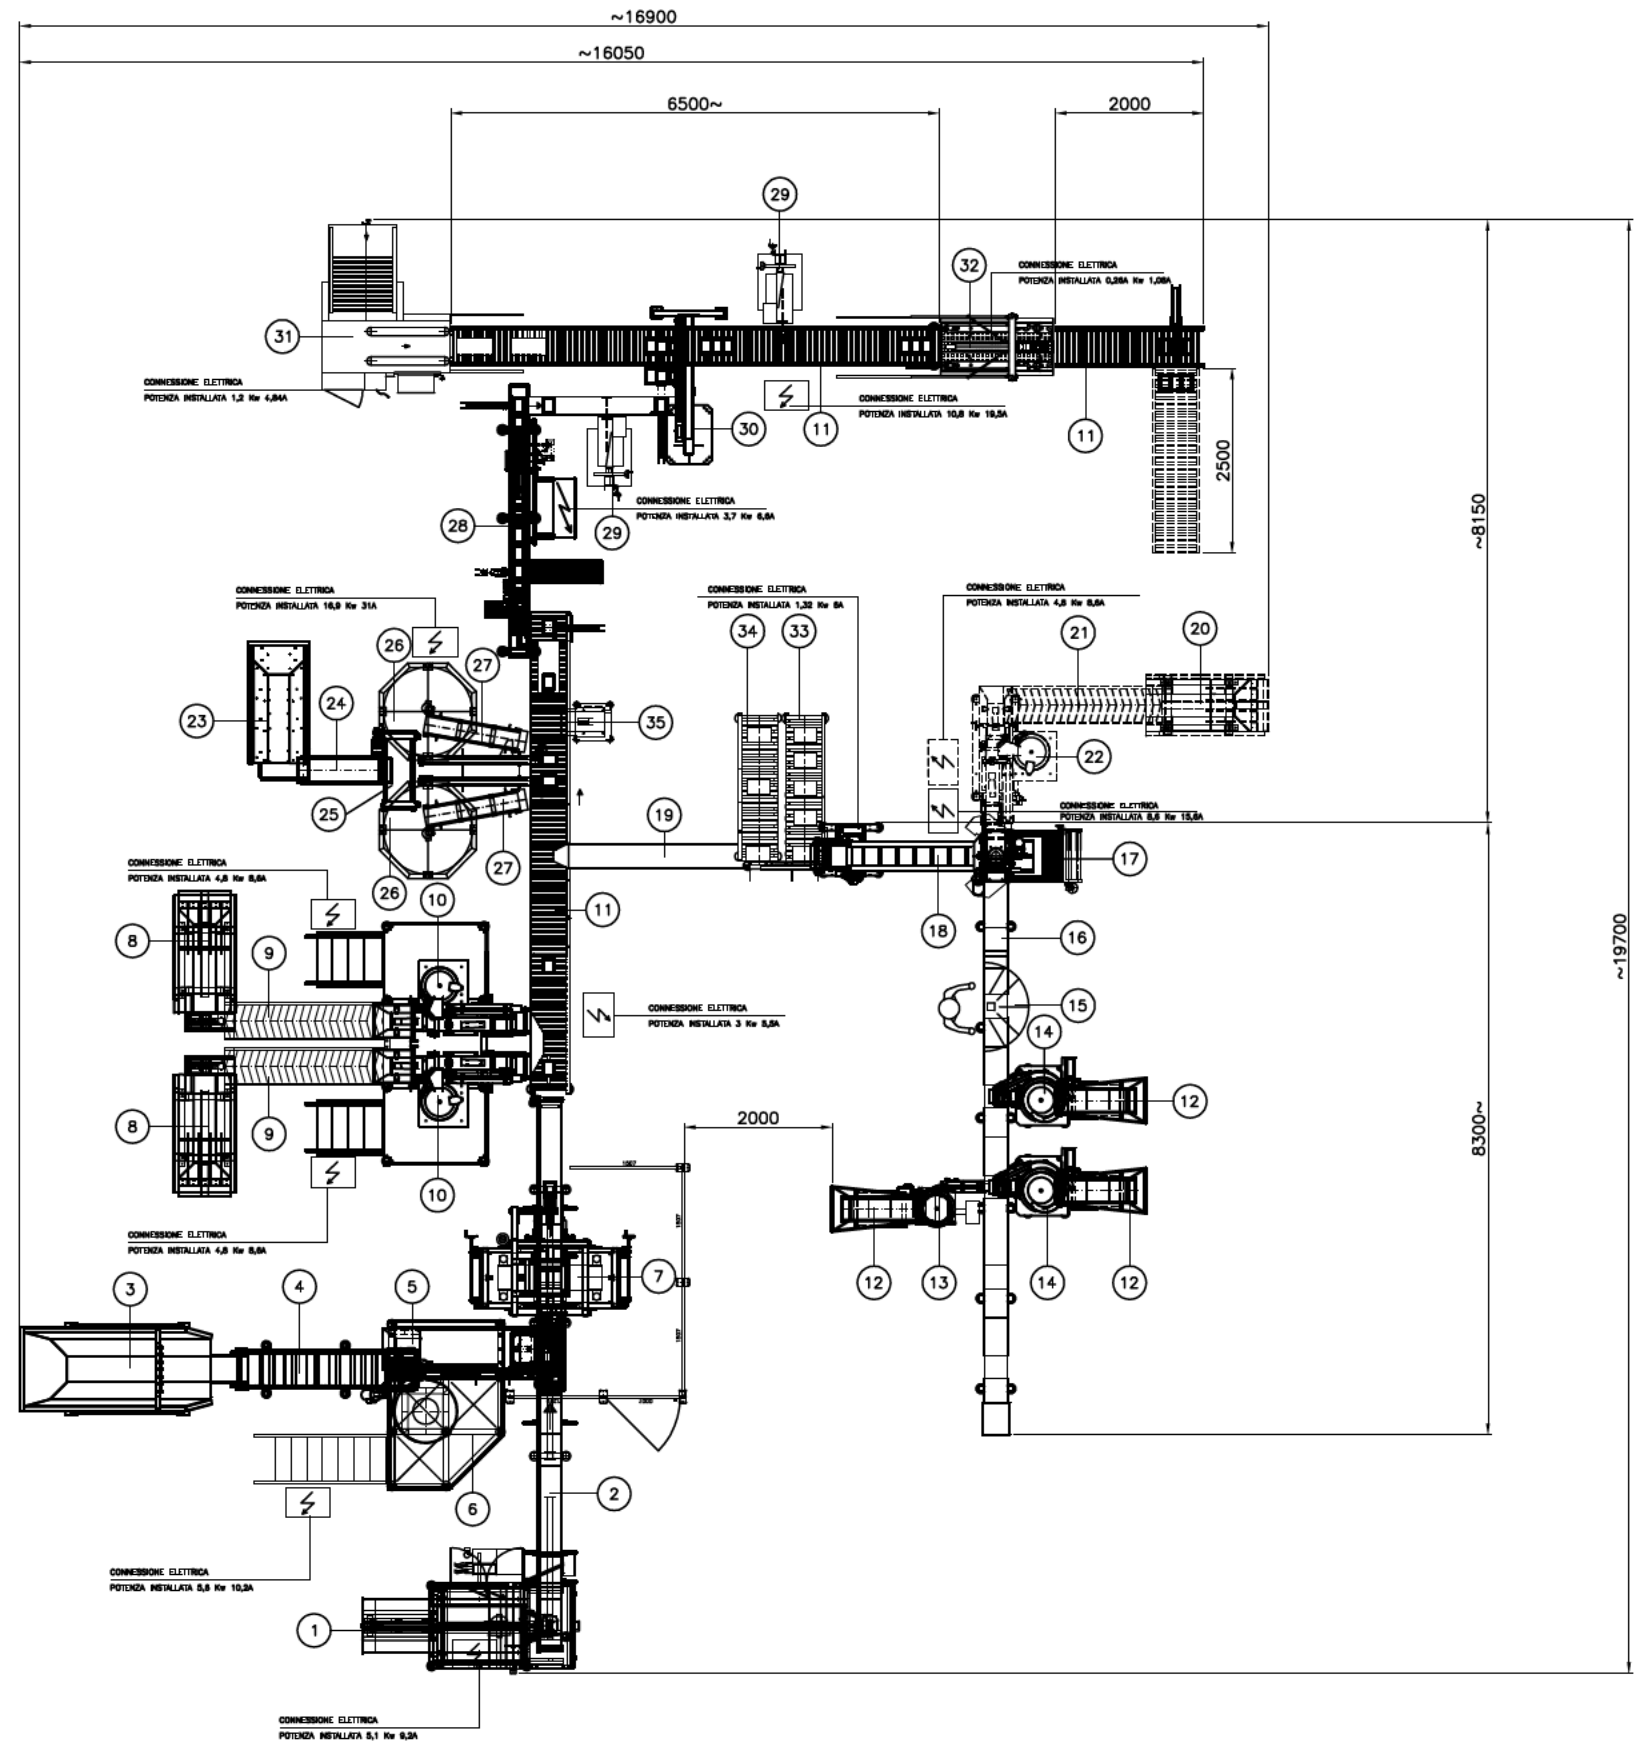 ~16900
~16050
6500~
2000
29
32
CONNESSIONE ELETTRICA
POTENZA INSTALLATA 0,26A Kw 1,08A
31
CONNESSIONE ELETTRICA
POTENZA INSTALLATA 1,2 Kw 4,84A
CONNESSIONE ELETTRICA
POTENZA INSTALLATA 10,8 Kw 19,5A
30
11
11
2500
CONNESSIONE ELETTRICA
POTENZA INSTALLATA 3,7 Kw 6,6A
28
29
~8150
CONNESSIONE ELETTRICA
POTENZA INSTALLATA 16,9 Kw 31A
CONNESSIONE ELETTRICA
POTENZA INSTALLATA 1,32 Kw 6A
CONNESSIONE ELETTRICA
POTENZA INSTALLATA 4,8 Kw 8,6A
34
33
21
20
26
27
24
23
35
22
25
19
CONNESSIONE ELETTRICA
POTENZA INSTALLATA 8,6 Kw 15,6A
17
CONNESSIONE ELETTRICA
POTENZA INSTALLATA 4,8 Kw 8,6A
26
27
10
11
18
16
8
9
~19700
CONNESSIONE ELETTRICA
POTENZA INSTALLATA 3 Kw 5,5A
15
14
12
8
9
2000
8300~
1507
10
1507
CONNESSIONE ELETTRICA
POTENZA INSTALLATA 4,8 Kw 8,6A
12
13
14
12
3
4
5
7
1507
2000
6
2
CONNESSIONE ELETTRICA
POTENZA INSTALLATA 5,8 Kw 10,2A
1
CONNESSIONE ELETTRICA
POTENZA INSTALLATA 5,1 Kw 9,2A